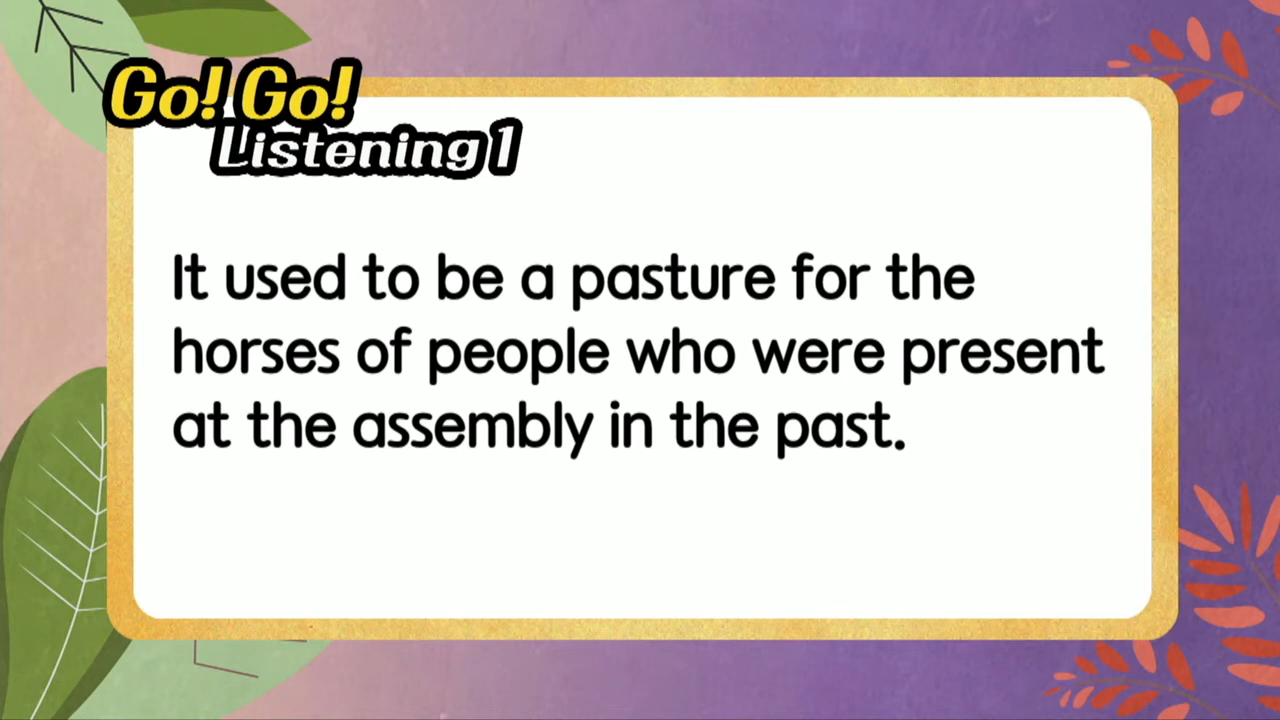 Go! Go!
Listening 1
It used to be a pasture for the
horses of people who were present
at the assembly in the past.